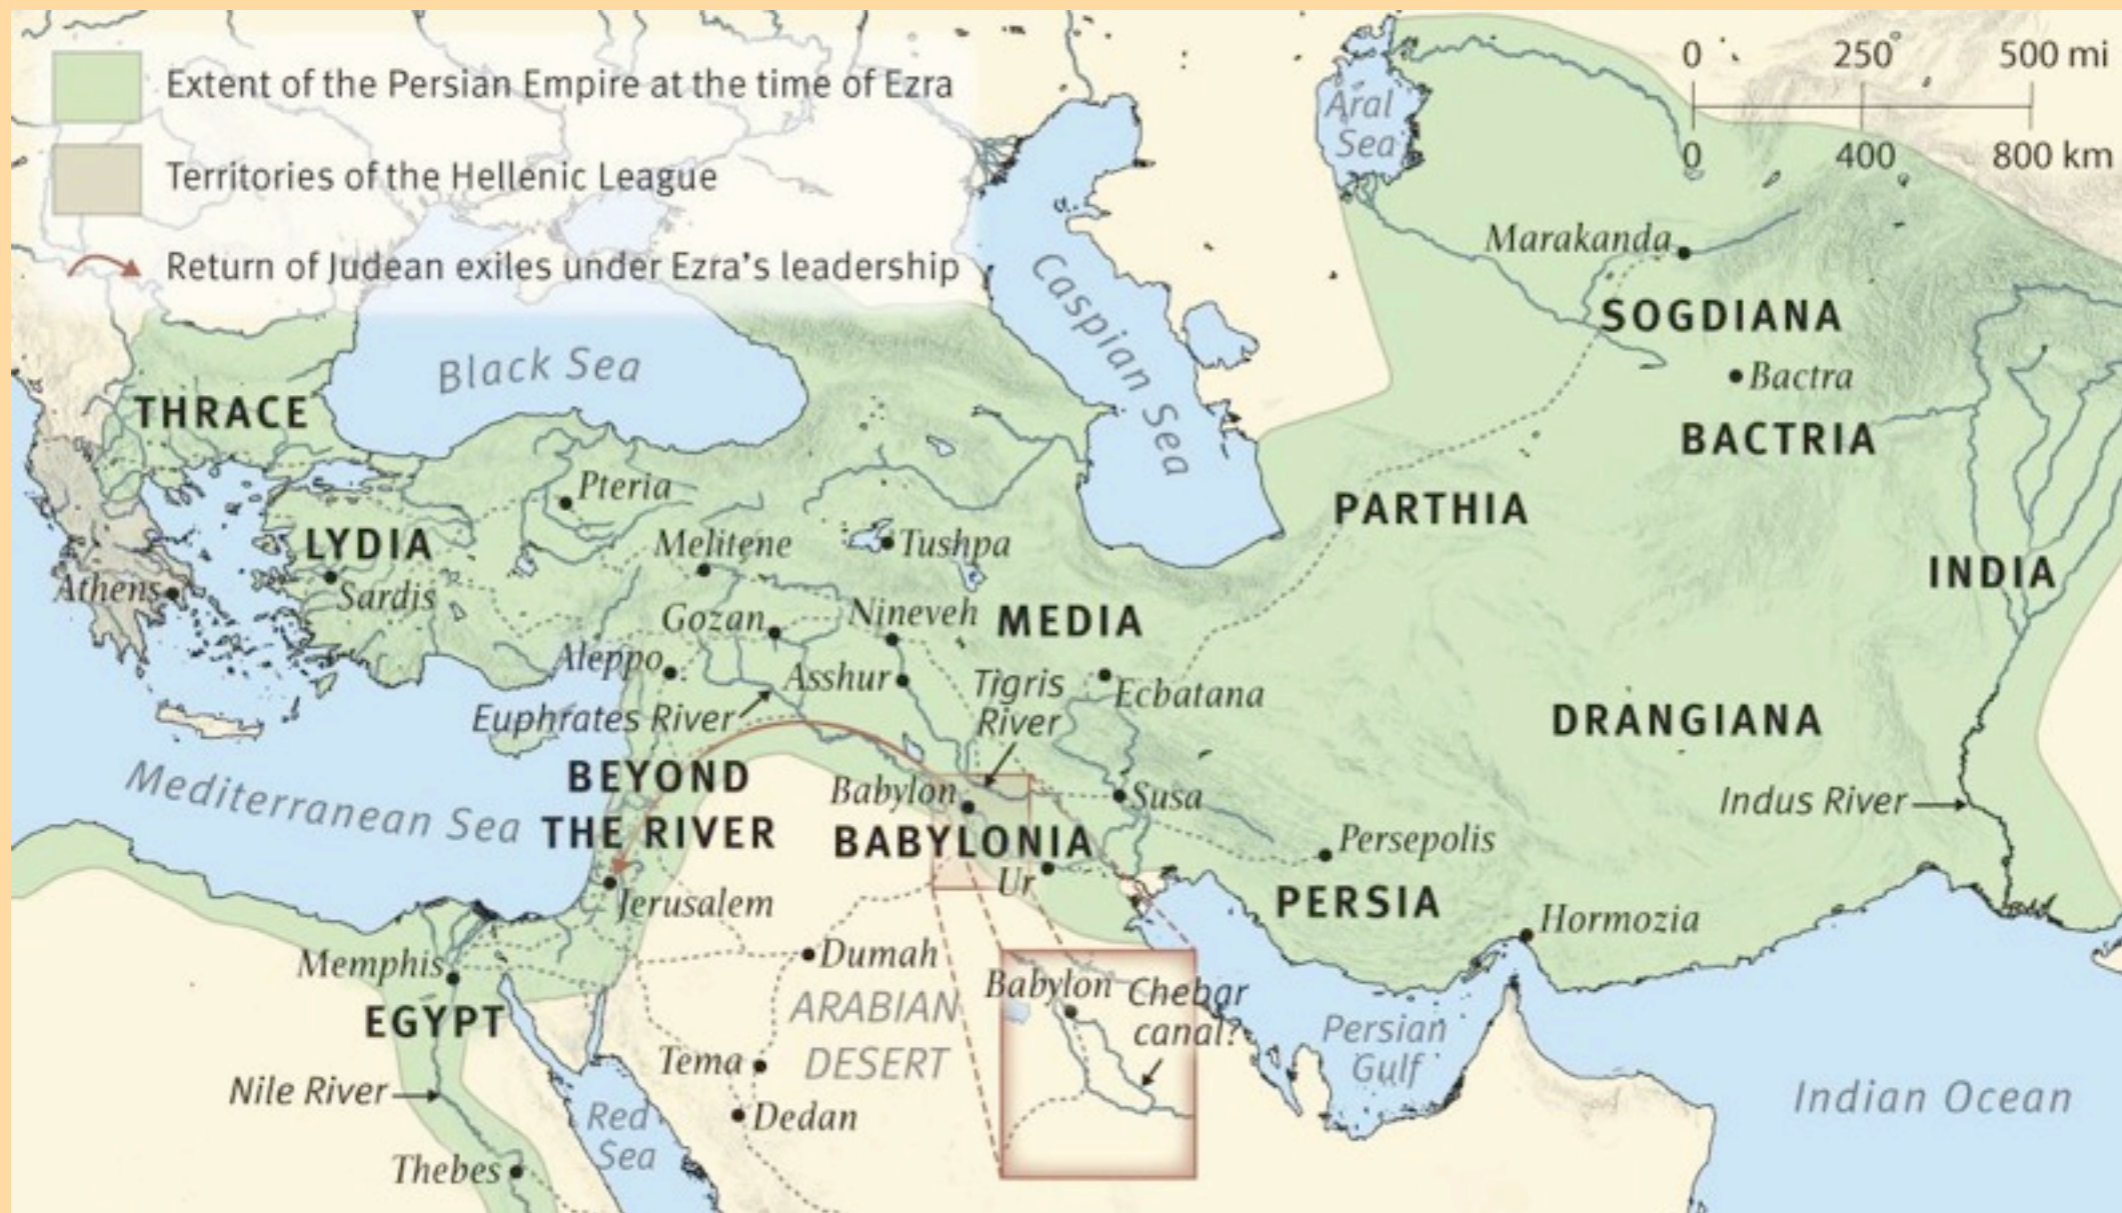 Extent of the Persian Empire at the time of Ezra
Territories of the Hellenic League
Return of Judean exiles under Ezra's leadership
0 250 500 mi
0 400 800 km
Aral
Sea
Caspian Sea
Black Sea
Marakanda
SOGDIANA
Bactra
BACTRIA
THRACE
Pteria
PARTHIA
LYDIA
Melitene
Tushpa
INDIA
Athens
Sardis
Gozan
Nineveh
MEDIA
Aleppo
Asshur
Tigris
River
Ecbatana
Euphrates River
DRANGIANA
BEYOND
THE RIVER
Mediterranean Sea
Babylon
BABYLONIA
Susa
Indus River
Persepolis
Ur
PERSIA
Jerusalem
Hormozia
Memphis
Dumah
EGYPT
ARABIAN
DESERT
Babylon
Chebar
canal?
Persian
Gulf
Tema
Nile River
Dedan
Red
Sea
Indian Ocean
Thebes